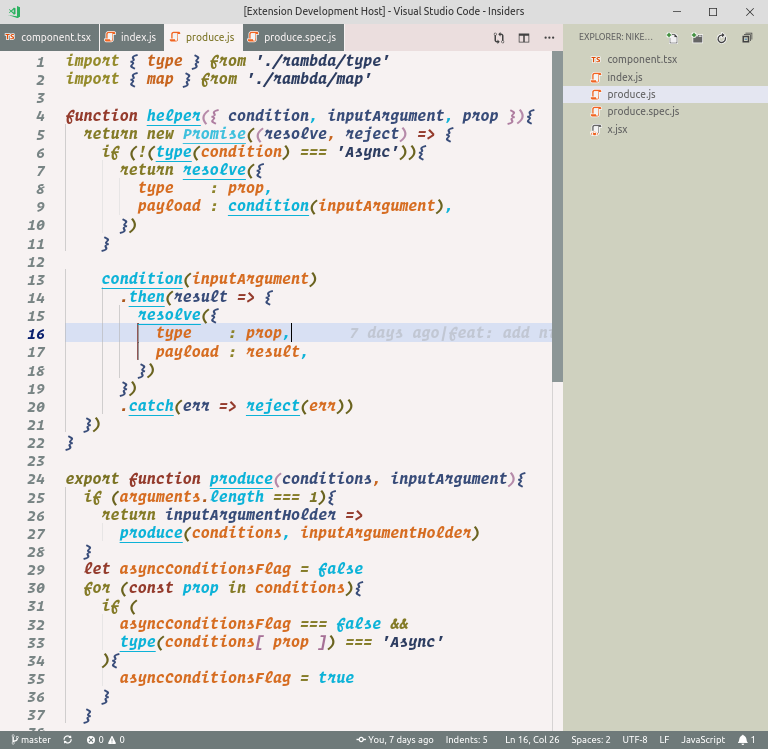 [Extension Development Host] - Visual Studio Code - Insiders
TS component.tsx index.js produce.js produce.spec.js
EXPLORER: NIKE...
TS component.tsx
index.js
produce.js
produce.spec.js
x.jsx
1 import { type } from './rambda/type'
2 import { map } from './rambda/map'
3
4 function helper({ condition, inputArgument, prop }){
5 return new Promise((resolve, reject) => {
6 if (!(type(condition) === 'Async')){
7 return resolve({
8 type : prop,
9 payload : condition(inputArgument),
10 })
11 }
12
13 condition(inputArgument)
14 .then(result => {
15 resolve({
16 type : prop, 7 days ago|feat: add
17 payload : result,
18 })
19 })
20 .catch(err => reject(err))
21 })
22 }
23
24 export function produce(conditions, inputArgument){
25 if (arguments.length === 1){
26 return inputArgumentHolder =>
27 produce(conditions, inputArgumentHolder)
28 }
29 let asyncConditionsFlag = false
30 for (const prop in conditions){
31 if (
32 asyncConditionsFlag === false &&
33 type(conditions[ prop ]) === 'Async'
34 ){
35 asyncConditionsFlag = true
36 }
37 }
master 0 0 You, 7 days ago Indents: 5 Ln 16, Col 26 Spaces: 2 UTF-8 LF JavaScript 1